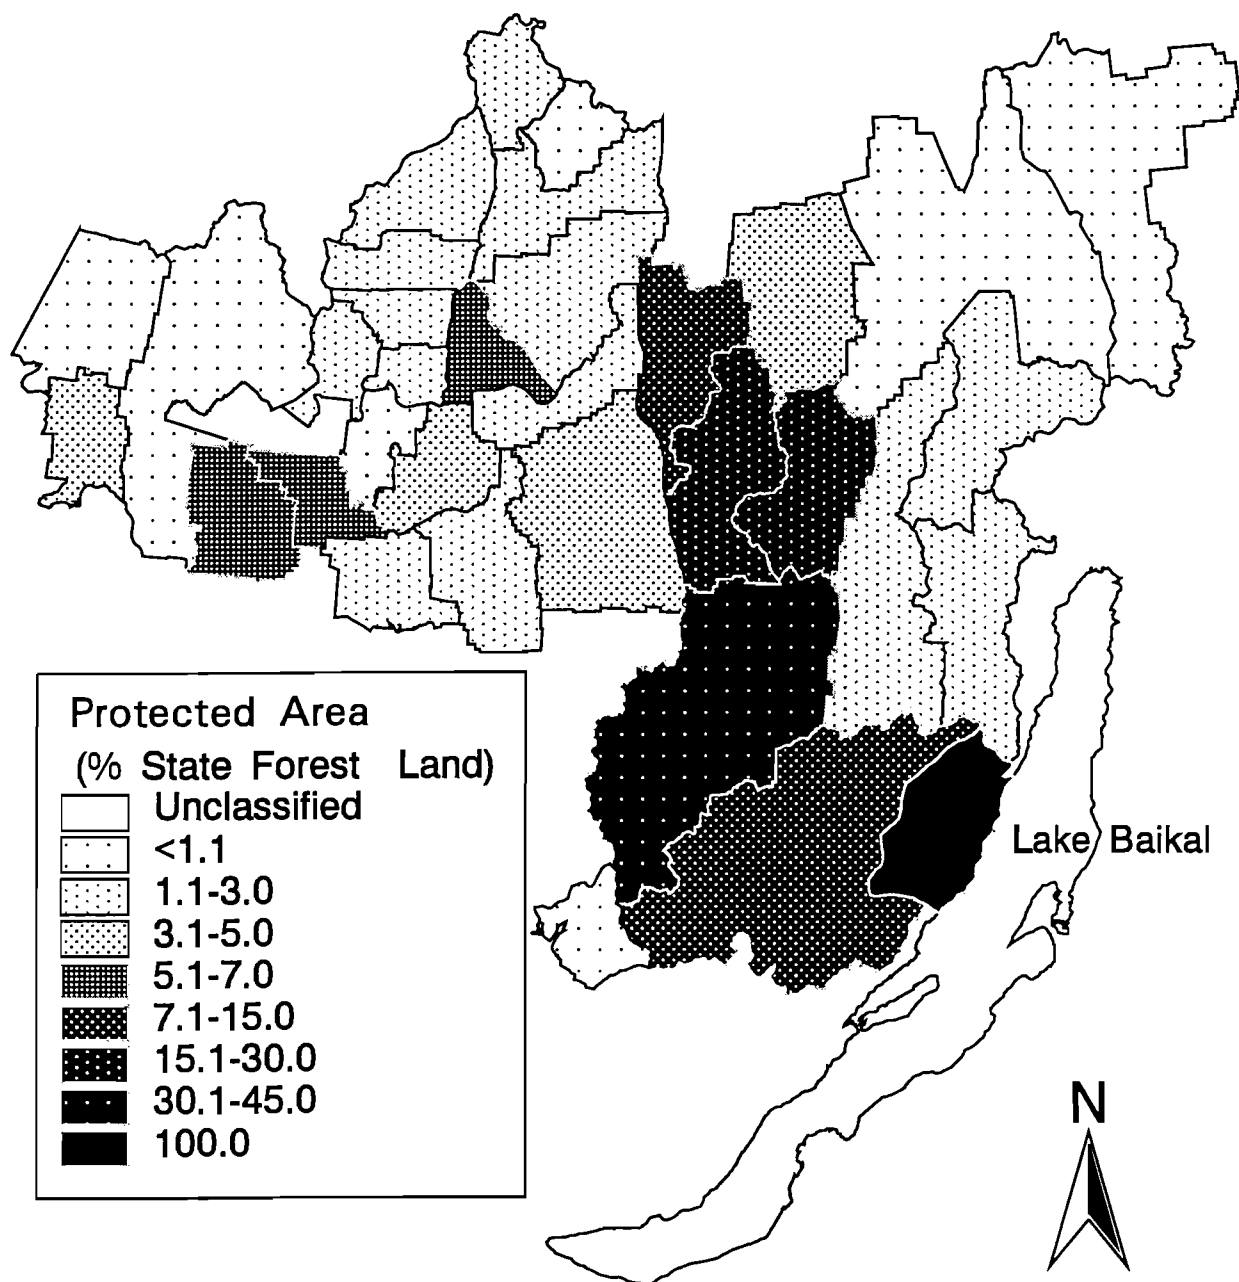 Protected Area
(% State Forest Land)
Unclassified
<1.1
1.1-3.0
3.1-5.0
5.1-7.0
7.1-15.0
15.1-30.0
30.1-45.0
100.0
Lake Baikal
N